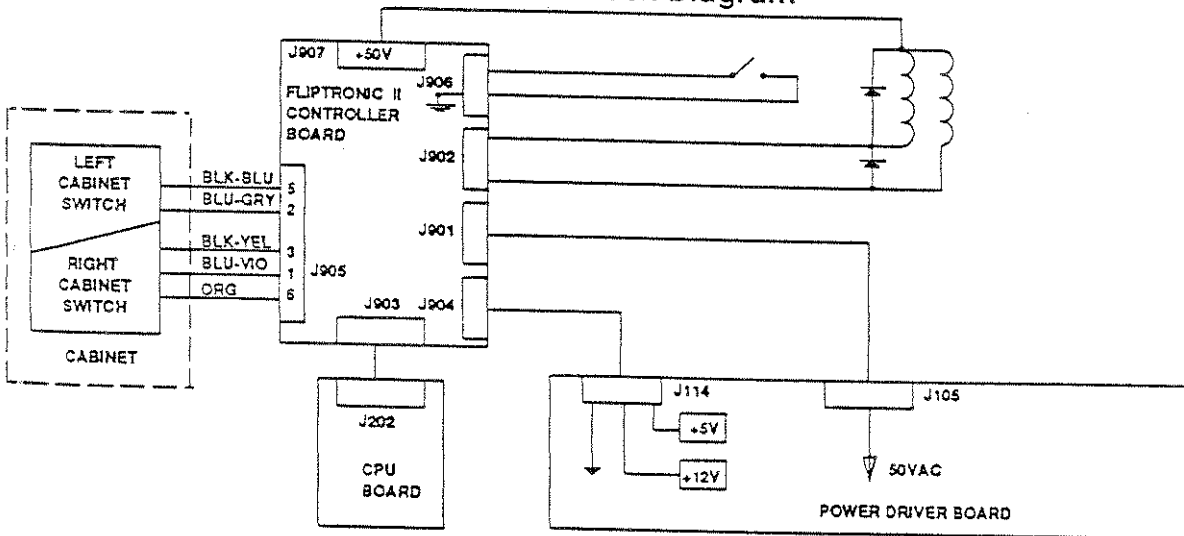 Diagram
J907
+50V
J906
FLIPTRONIC II
CONTROLLER
BOARD
J902
LEFT
CABINET
SWITCH
BLK-BLU
5
BLU-GRY
2
J901
BLK-YEL
3
BLU-VIO
1
J905
RIGHT
CABINET
SWITCH
ORG
6
J903
J904
CABINET
J202
CPU
BOARD
J114
J105
+5V
+12V
50VAC
POWER DRIVER BOARD